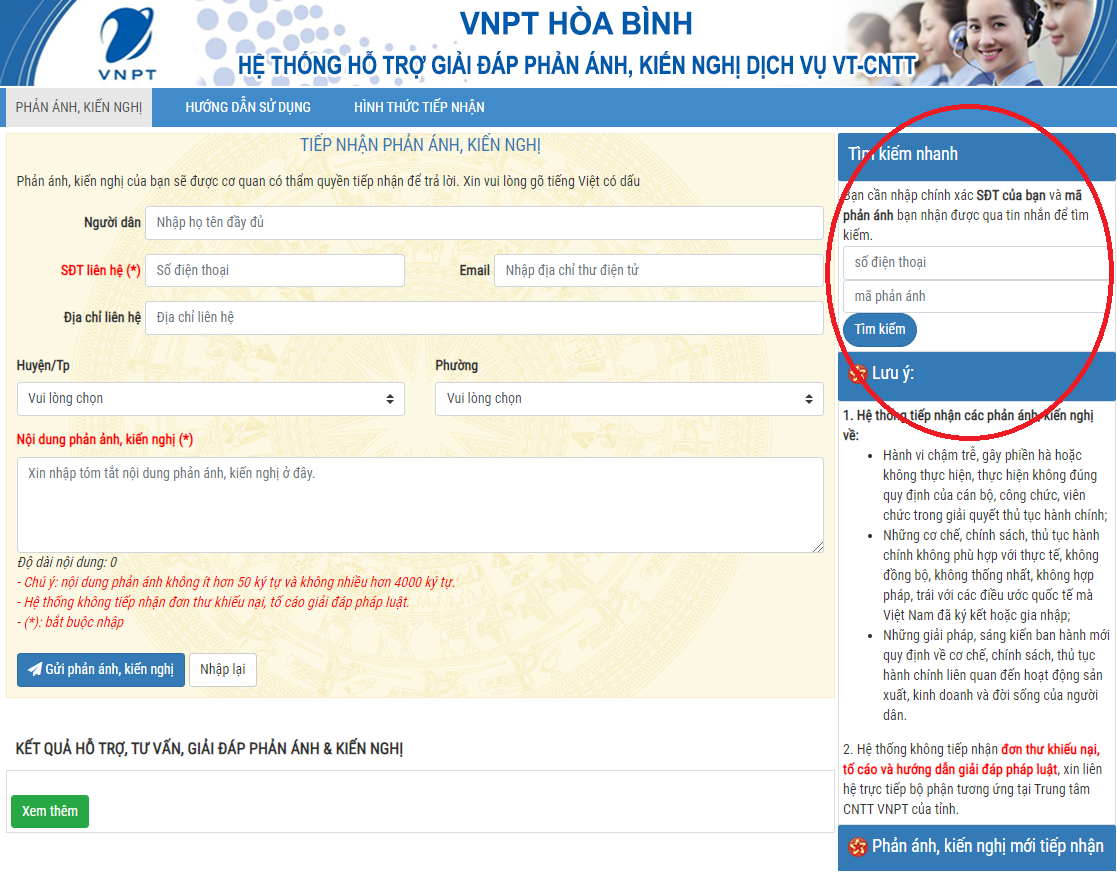 VNPT
VNPT HÒA BÌNH
HỆ THỐNG HỖ TRỢ GIẢI ĐÁP PHẢN ÁNH, KIẾN NGHỊ DỊCH VỤ VT-CNTT
PHẢN ÁNH, KIẾN NGHỊ
HƯỚNG DẪN SỬ DỤNG
HÌNH THỨC TIẾP NHẬN
TIẾP NHẬN PHẢN ÁNH, KIẾN NGHỊ
Phản ánh, kiến nghị của bạn sẽ được cơ quan có thẩm quyền tiếp nhận để trả lời. Xin vui lòng gõ tiếng Việt có dấu
Người dân
Nhập họ tên đầy đủ
SĐT liên hệ (*)
Số điện thoại
Email
Nhập địa chỉ thư điện tử
Địa chỉ liên hệ
Địa chỉ liên hệ
Huyện/Tp
Phường
Vui lòng chọn
Vui lòng chọn
Nội dung phản ảnh, kiến nghị (*)
Xin nhập tóm tắt nội dung phản ánh, kiến nghị ở đây.
Độ dài nội dung: 0
- Chú ý: nội dung phản ánh không ít hơn 50 ký tự và không nhiều hơn 4000 ký tự.
- Hệ thống không tiếp nhận đơn thư khiếu nại, tố cáo giải đáp pháp luật.
- (*): bắt buộc nhập
Gửi phản ánh, kiến nghị
Nhập lại
KẾT QUẢ HỖ TRỢ, TƯ VẤN, GIẢI ĐÁP PHẢN ÁNH & KIẾN NGHỊ
Xem thêm
Tìm kiếm nhanh
Bạn cần nhập chính xác SĐT của bạn và mã
phản ánh bạn nhận được qua tin nhắn để tìm
kiếm.
số điện thoại
mã phản ánh
Tìm kiếm
Lưu ý:
1. Hệ thống tiếp nhận các phản ánh, kiến nghị
về:
• Hành vi chậm trễ, gây phiền hà hoặc
không thực hiện, thực hiện không đúng
quy định của cán bộ, công chức, viên
chức trong giải quyết thủ tục hành chính;
• Những cơ chế, chính sách, thủ tục hành
chính không phù hợp với thực tế, không
đồng bộ, không thống nhất, không hợp
pháp, trái với các điều ước quốc tế mà
Việt Nam đã ký kết hoặc gia nhập;
• Những giải pháp, sáng kiến ban hành mới
quy định về cơ chế, chính sách, thủ tục
hành chính liên quan đến hoạt động sản
xuất, kinh doanh và đời sống của người
dân.
2. Hệ thống không tiếp nhận đơn thư khiếu nại,
tố cáo và hướng dẫn giải đáp pháp luật, xin liên
hệ trực tiếp bộ phận tương ứng tại Trung tâm
CNTT VNPT của tỉnh.
Phản ánh, kiến nghị mới tiếp nhận